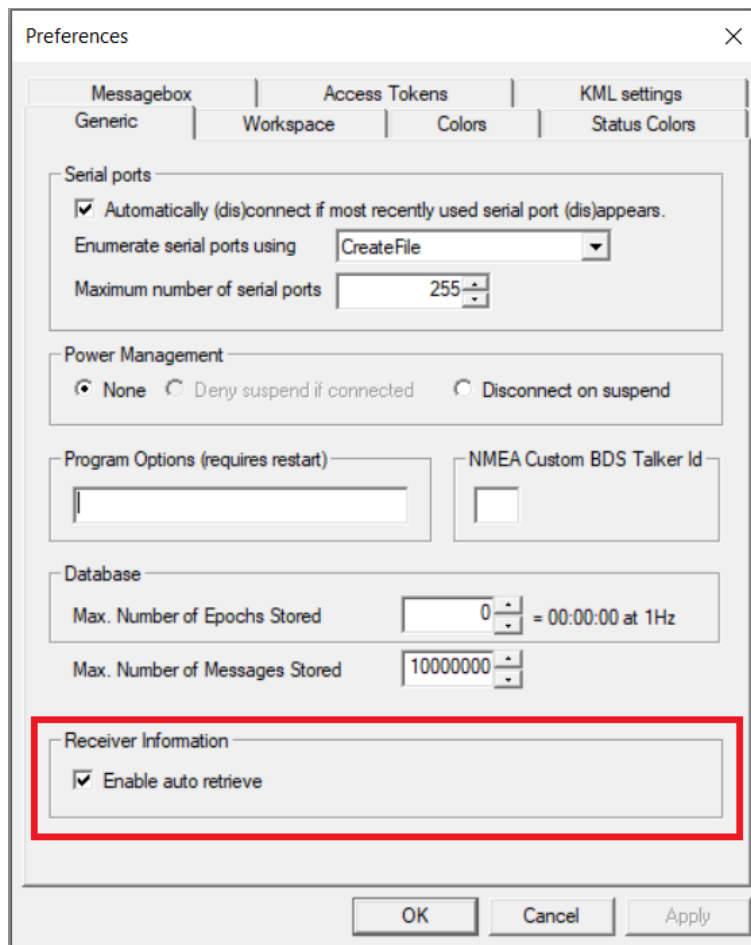 Preferences
Messagebox Access Tokens KML settings
Generic Workspace Colors Status Colors
Serial ports
Automatically (dis)connect if most recently used serial port (dis)appears.
Enumerate serial ports using CreateFile
Maximum number of serial ports 255
Power Management
None Deny suspend if connected Disconnect on suspend
Program Options (requires restart) NMEA Custom BDS Talker Id
Database
Max. Number of Epochs Stored 0 = 00:00:00 at 1Hz
Max. Number of Messages Stored 10000000
Receiver Information
Enable auto retrieve
OK Cancel Apply